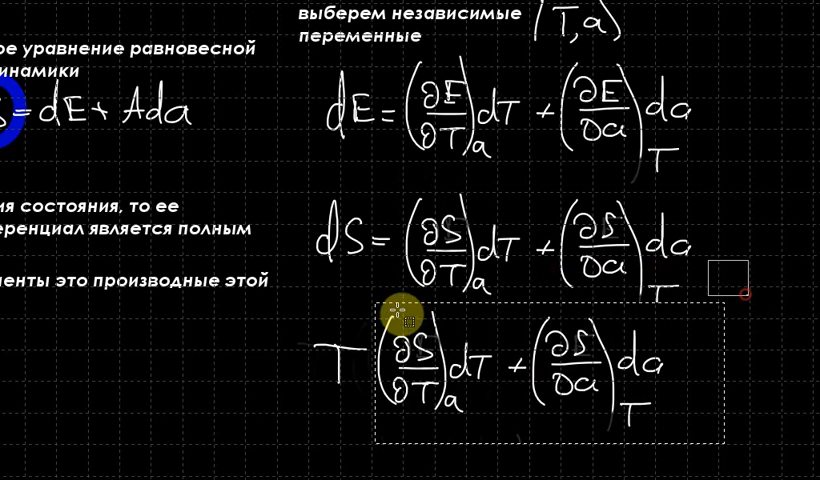 выберем независимые
переменные
(T, a)
ое уравнение равновесной
инамики
S = dE + Ada
dE = (∂E/∂T)_a dT + (∂E/∂a)_T da
ия состояния, то ее
еренциал является полным
dS = (∂S/∂T)_a dT + (∂S/∂a)_T da
иенты это производные этой
T (∂S/∂T)_a dT + (∂S/∂a)_T da